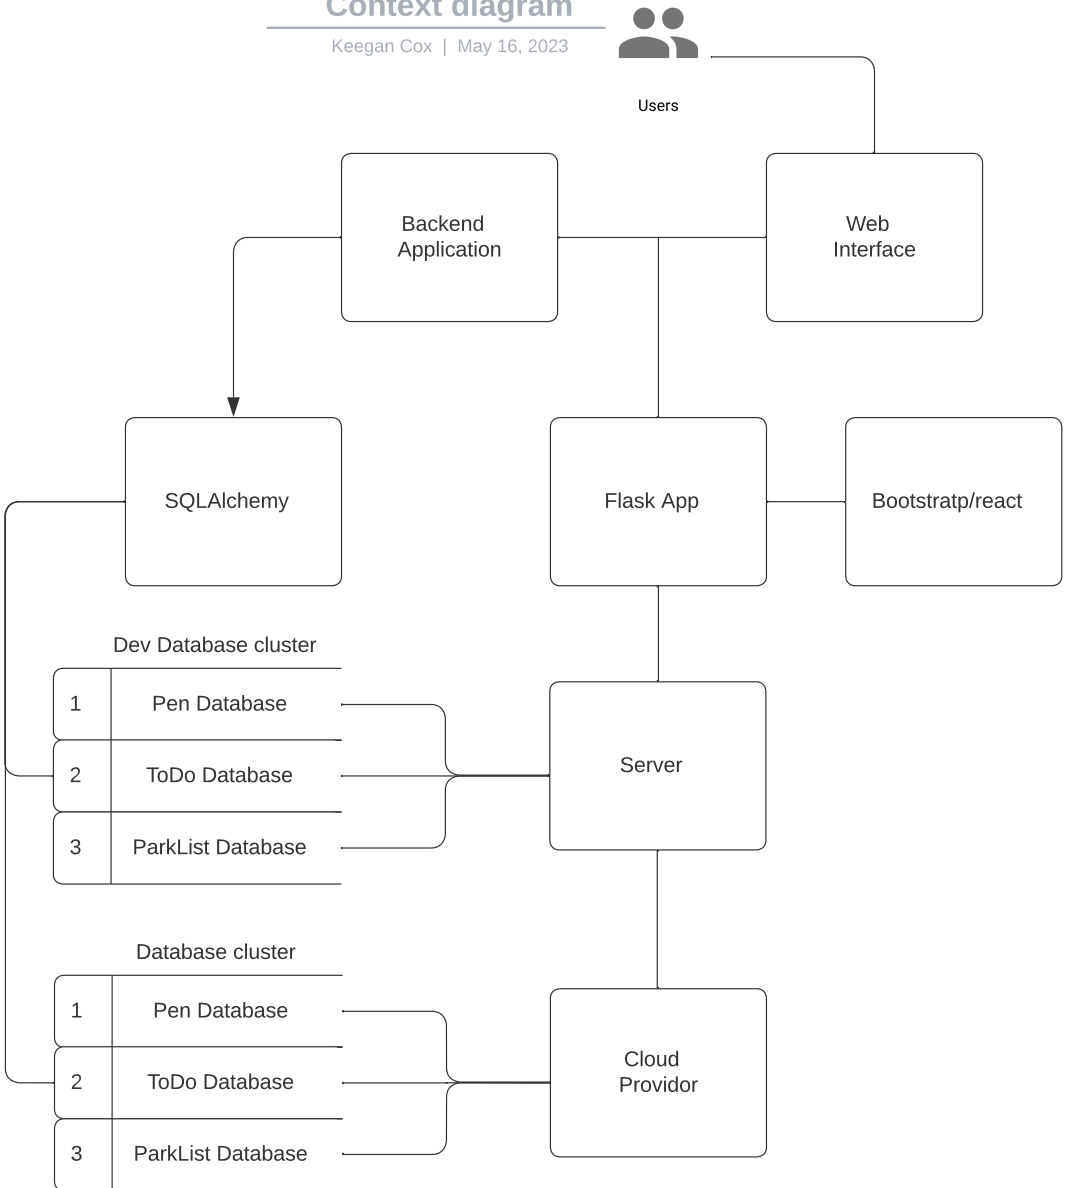 Context diagram
Keegan Cox | May 16, 2023
Users
Backend
Application
Web
Interface
SQLAlchemy
Flask App
Bootstratp/react
Dev Database cluster
1 Pen Database
2 ToDo Database
3 ParkList Database
Server
Database cluster
1 Pen Database
2 ToDo Database
3 ParkList Database
Cloud
Providor